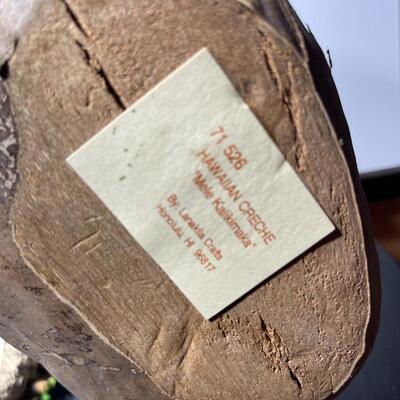 71 526
HAWAIIAN CRECHE
"Mele Kalikimaka"
By: Lanakila Crafts
Honolulu, HI 96817